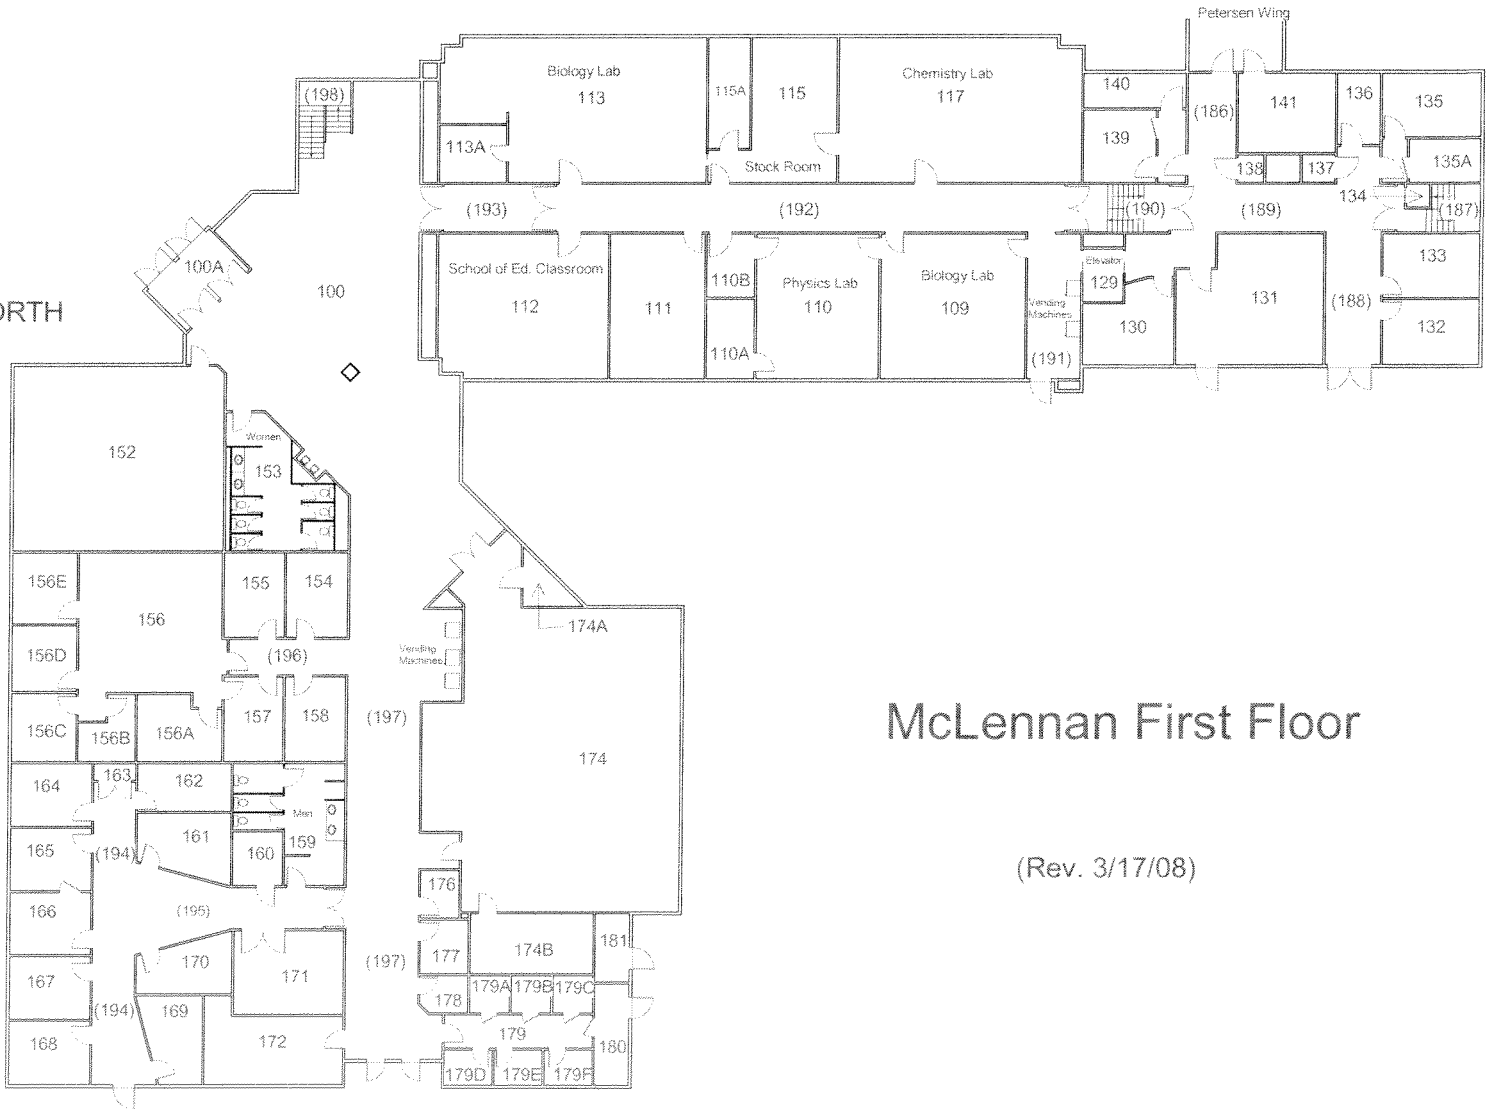 Petersen Wing
(198)
Biology Lab
113
115A
115
Chemistry Lab
117
140
(186)
141
136
135
113A
139
Stock Room
138
137
135A
134
(193)
(192)
(190)
(189)
(187)
100A
100
School of Ed. Classroom
112
111
110B
Physics Lab
110
Biology Lab
109
Elevator
129
133
ORTH
110A
Vending
Machines
(191)
130
131
(188)
132
152
Women
153
156E
155
154
156
174A
156D
(196)
Vending
Machines
156C
156B
156A
157
158
(197)
McLennan First Floor
174
164
163
162
Men
159
165
(194)
161
160
(Rev. 3/17/08)
166
(195)
176
167
170
171
(197)
177
174B
181
(194)
169
178
179A
179B
179C
168
172
179
180
179D
179E
179F